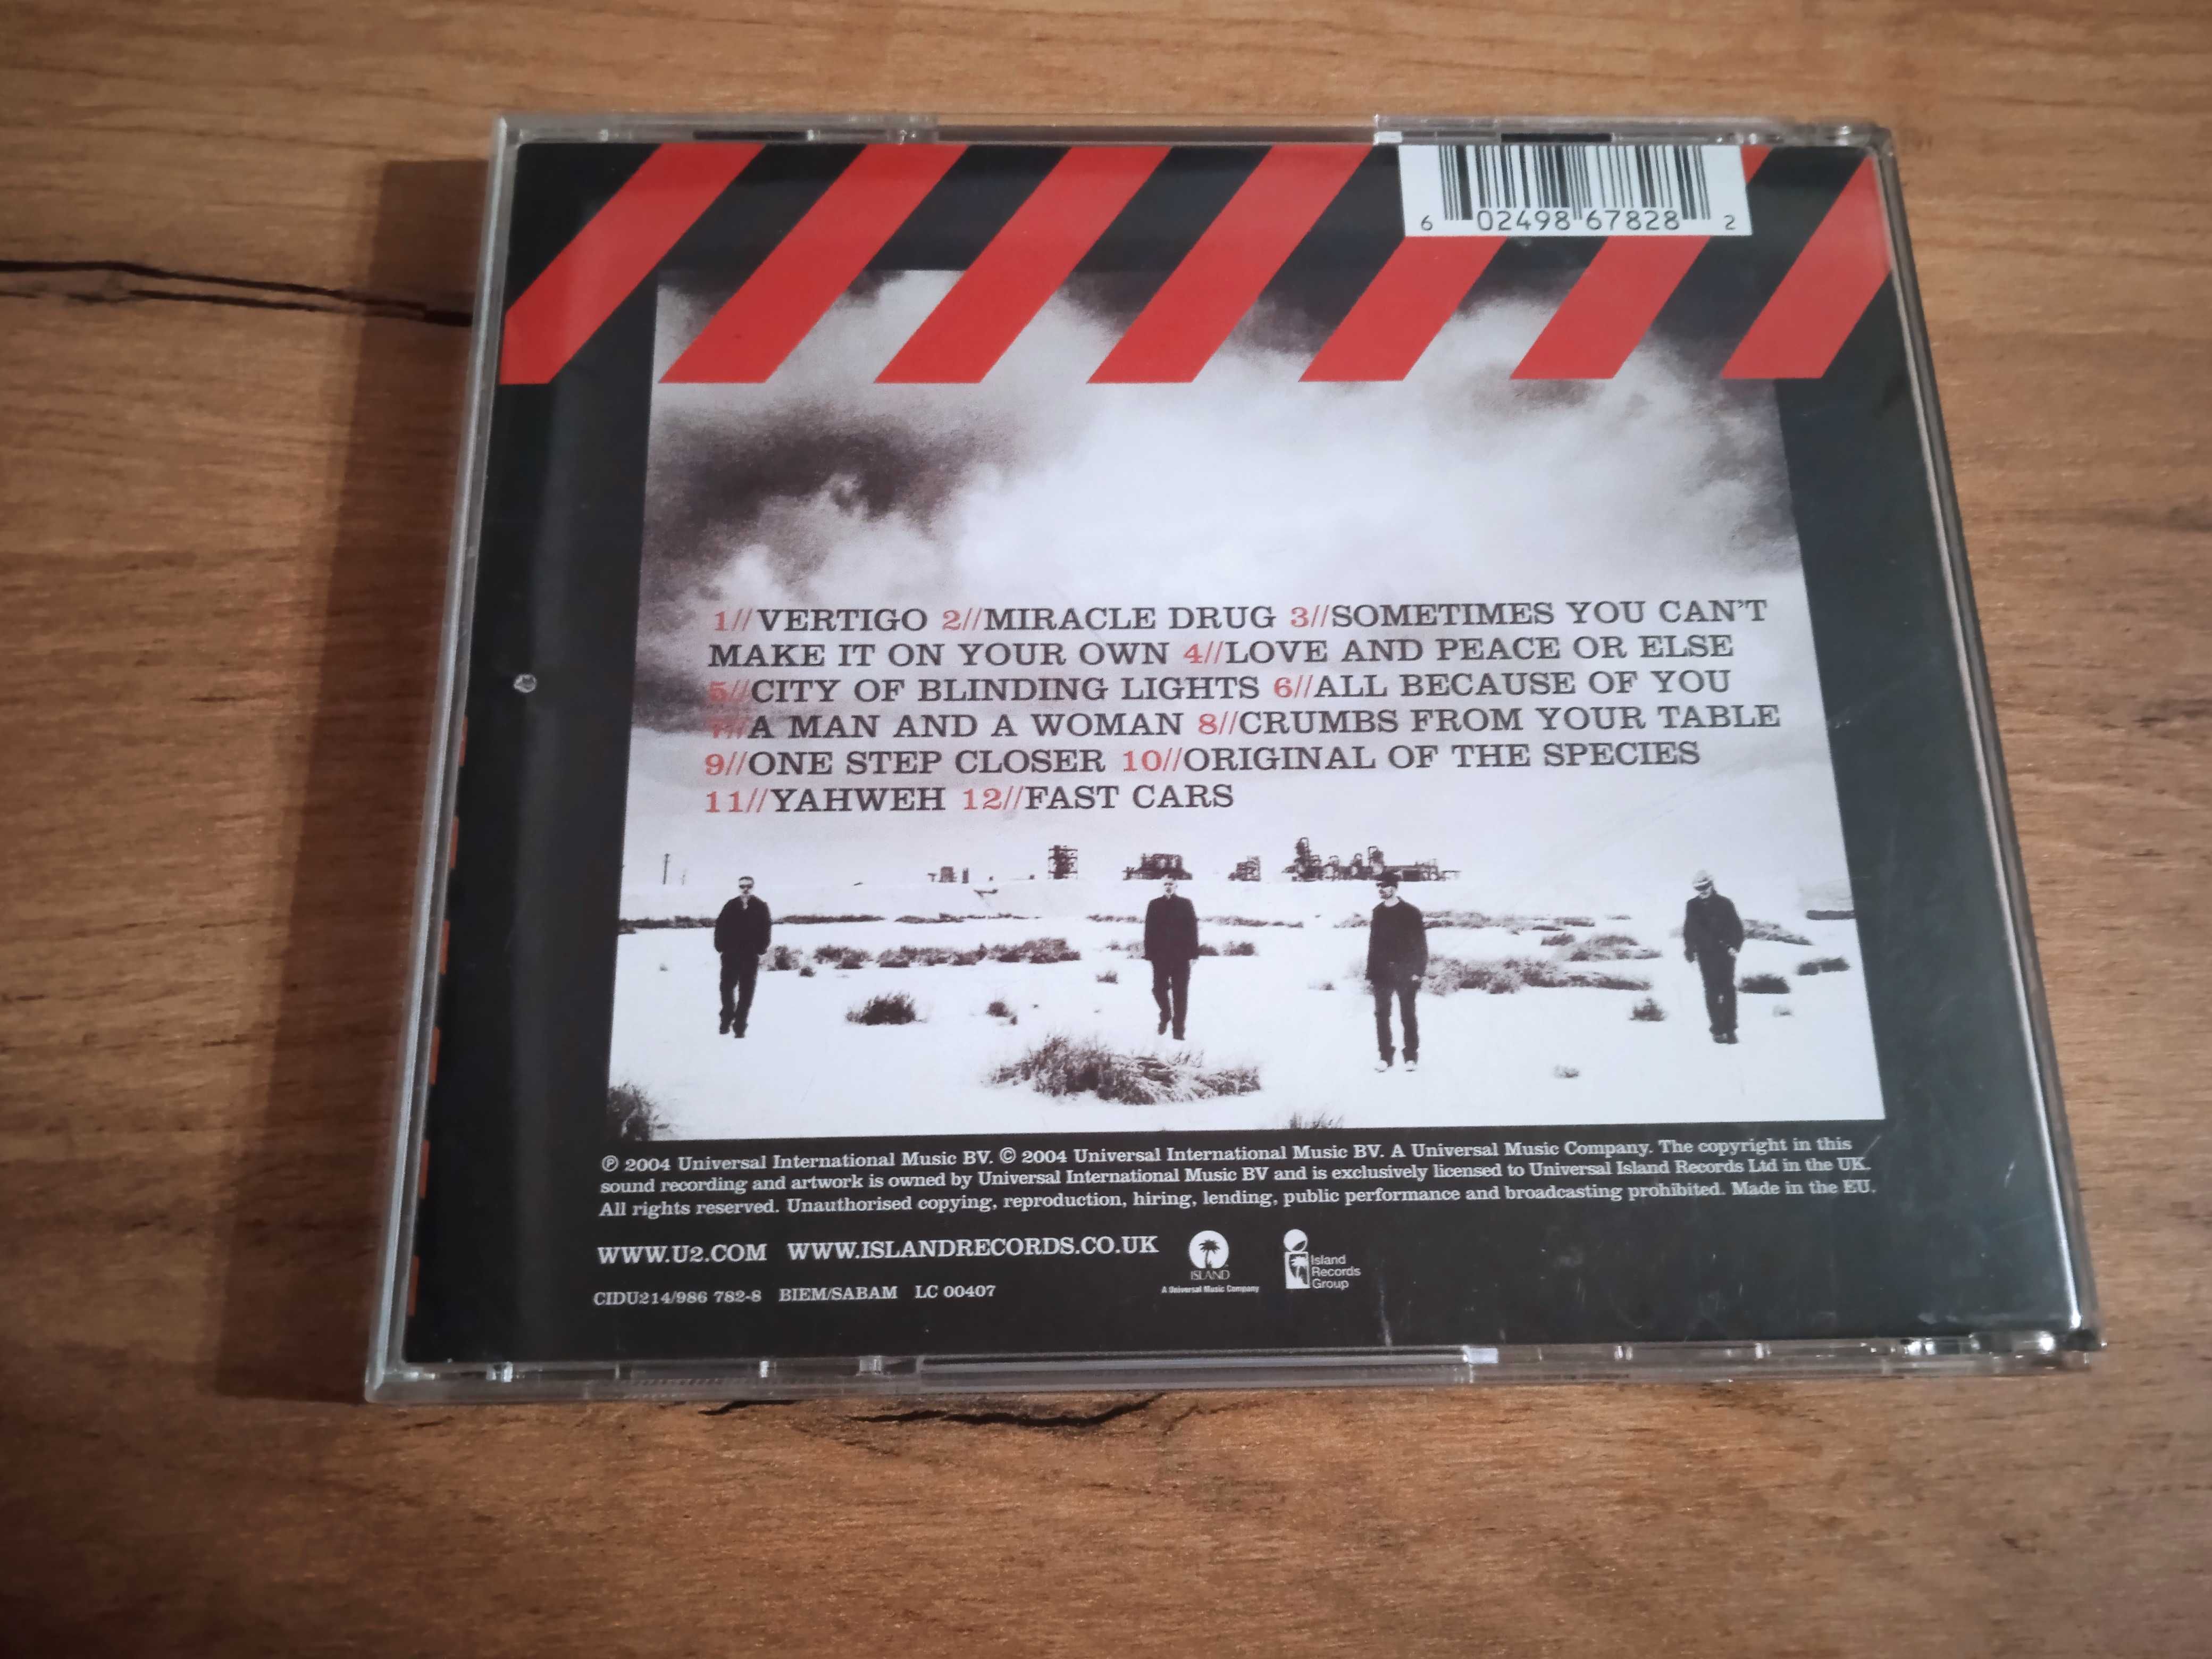 6 02498 67828 2
1//VERTIGO 2//MIRACLE DRUG 3//SOMETIMES YOU CAN'T
MAKE IT ON YOUR OWN 4//LOVE AND PEACE OR ELSE
5//CITY OF BLINDING LIGHTS 6//ALL BECAUSE OF YOU
7//A MAN AND A WOMAN 8//CRUMBS FROM YOUR TABLE
9//ONE STEP CLOSER 10//ORIGINAL OF THE SPECIES
11//YAHWEH 12//FAST CARS
℗ 2004 Universal International Music BV. © 2004 Universal International Music BV. A Universal Music Company. The copyright in this
sound recording and artwork is owned by Universal International Music BV and is exclusively licensed to Universal Island Records Ltd in the UK.
All rights reserved. Unauthorised copying, reproduction, hiring, lending, public performance and broadcasting prohibited. Made in the EU.
WWW.U2.COM WWW.ISLANDRECORDS.CO.UK
ISLAND
A Universal Music Company
Island
Records
Group
CIDU214/986 782-8 BIEM/SABAM LC 00407